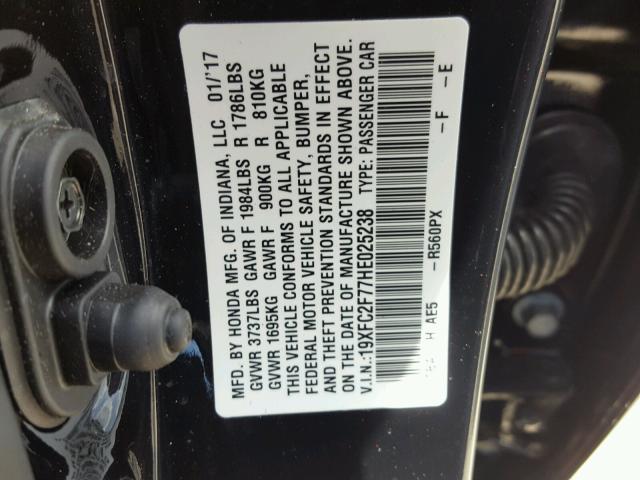 MFD. BY HONDA MFG. OF INDIANA, LLC 01/'17
GVWR 3737LBS GAWR F 1984LBS R 1786LBS
GVWR 1695KG GAWR F 900KG R 810KG
THIS VEHICLE CONFORMS TO ALL APPLICABLE
FEDERAL MOTOR VEHICLE SAFETY, BUMPER,
AND THEFT PREVENTION STANDARDS IN EFFECT
ON THE DATE OF MANUFACTURE SHOWN ABOVE.
V.I.N.:19XFC2F77HE025238 TYPE: PASSENGER CAR
H AE5 -R560PX -F -E